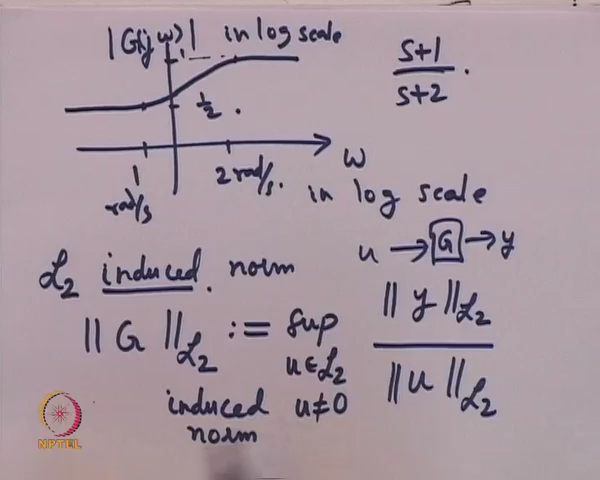 |G(jω)| in log scale
1
s+1
s+2 .
1/2 .
ω
1 rad/s
2 rad/s.
in log scale
u → G → y
ℒ2 induced norm
‖G‖ℒ2 := sup ‖y‖ℒ2
u∈ℒ2
‖u‖ℒ2
induced u≠0
norm
NPTEL